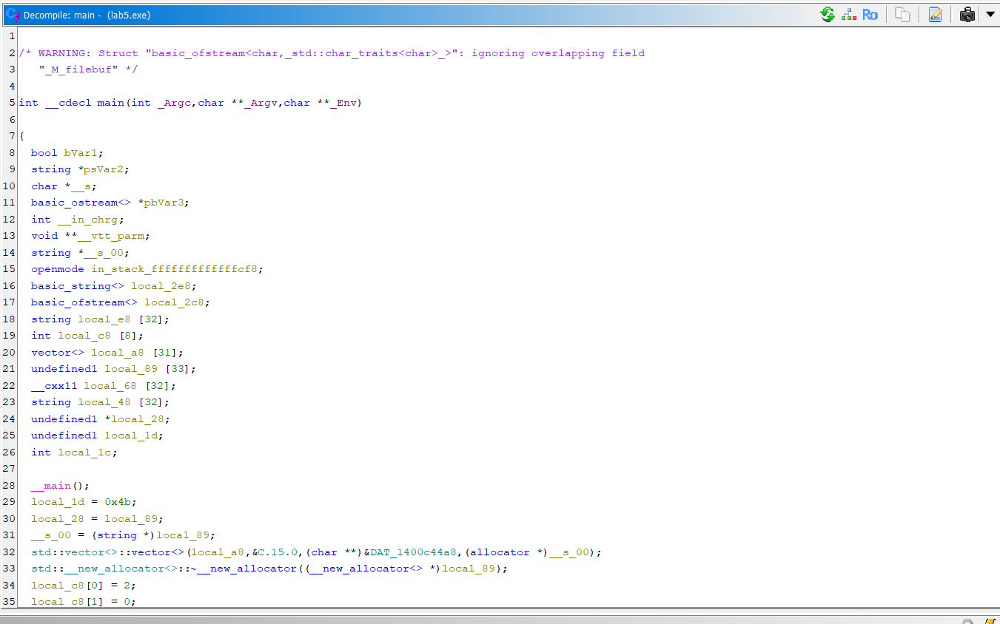 Decompile: main - (lab5.exe)
Ro
1
2 /* WARNING: Struct "basic_ofstream<char,_std::char_traits<char>_>": ignoring overlapping field
3 "_M_filebuf" */
4
5 int __cdecl main(int _Argc,char **_Argv,char **_Env)
6
7 {
8 bool bVar1;
9 string *psVar2;
10 char *__s;
11 basic_ostream<> *pbVar3;
12 int __in_chrg;
13 void **__vtt_parm;
14 string *__s_00;
15 openmode in_stack_fffffffffffffcf8;
16 basic_string<> local_2e8;
17 basic_ofstream<> local_2c8;
18 string local_e8 [32];
19 int local_c8 [8];
20 vector<> local_a8 [31];
21 undefined1 local_89 [33];
22 __cxx11 local_68 [32];
23 string local_48 [32];
24 undefined1 *local_28;
25 undefined1 local_1d;
26 int local_1c;
27
28 __main();
29 local_1d = 0x4b;
30 local_28 = local_89;
31 __s_00 = (string *)local_89;
32 std::vector<>::vector<>(local_a8,&C.15.0,(char **)&DAT_1400c44a8,(allocator *)__s_00);
33 std::__new_allocator<>::~__new_allocator((__new_allocator<> *)local_89);
34 local_c8[0] = 2;
35 local_c8[1] = 0;